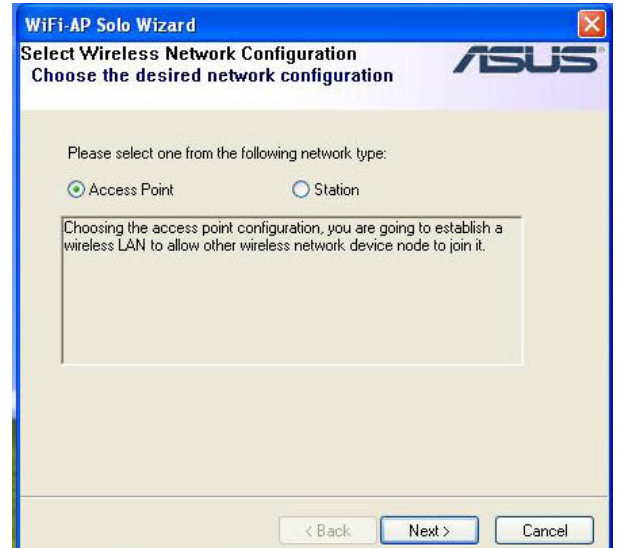 WiFi-AP Solo Wizard
Select Wireless Network Configuration
Choose the desired network configuration
ASUS
Please select one from the following network type:
Access Point Station
Choosing the access point configuration, you are going to establish a
wireless LAN to allow other wireless network device node to join it.
< Back Next > Cancel